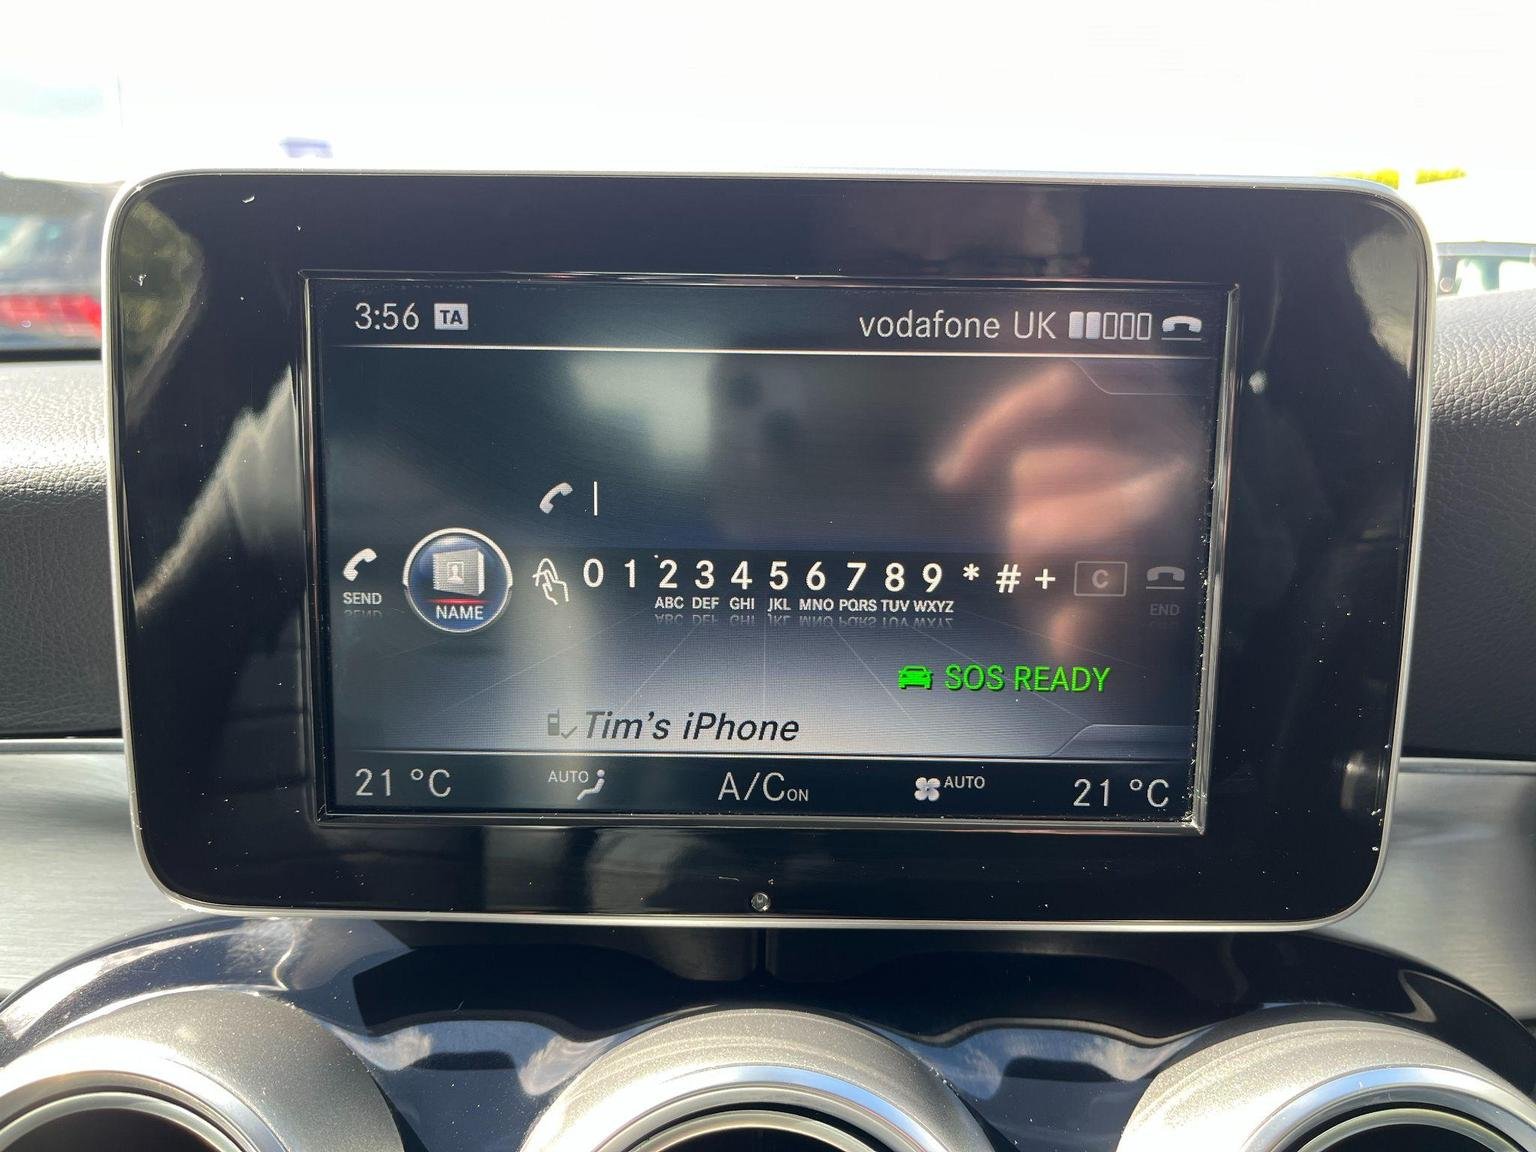 3:56 TA vodafone UK
0 1 2 3 4 5 6 7 8 9 * # + C
ABC DEF GHI JKL MNO PQRS TUV WXYZ
SEND NAME END
SOS READY
Tim's iPhone
21 °C AUTO A/C ON AUTO 21 °C